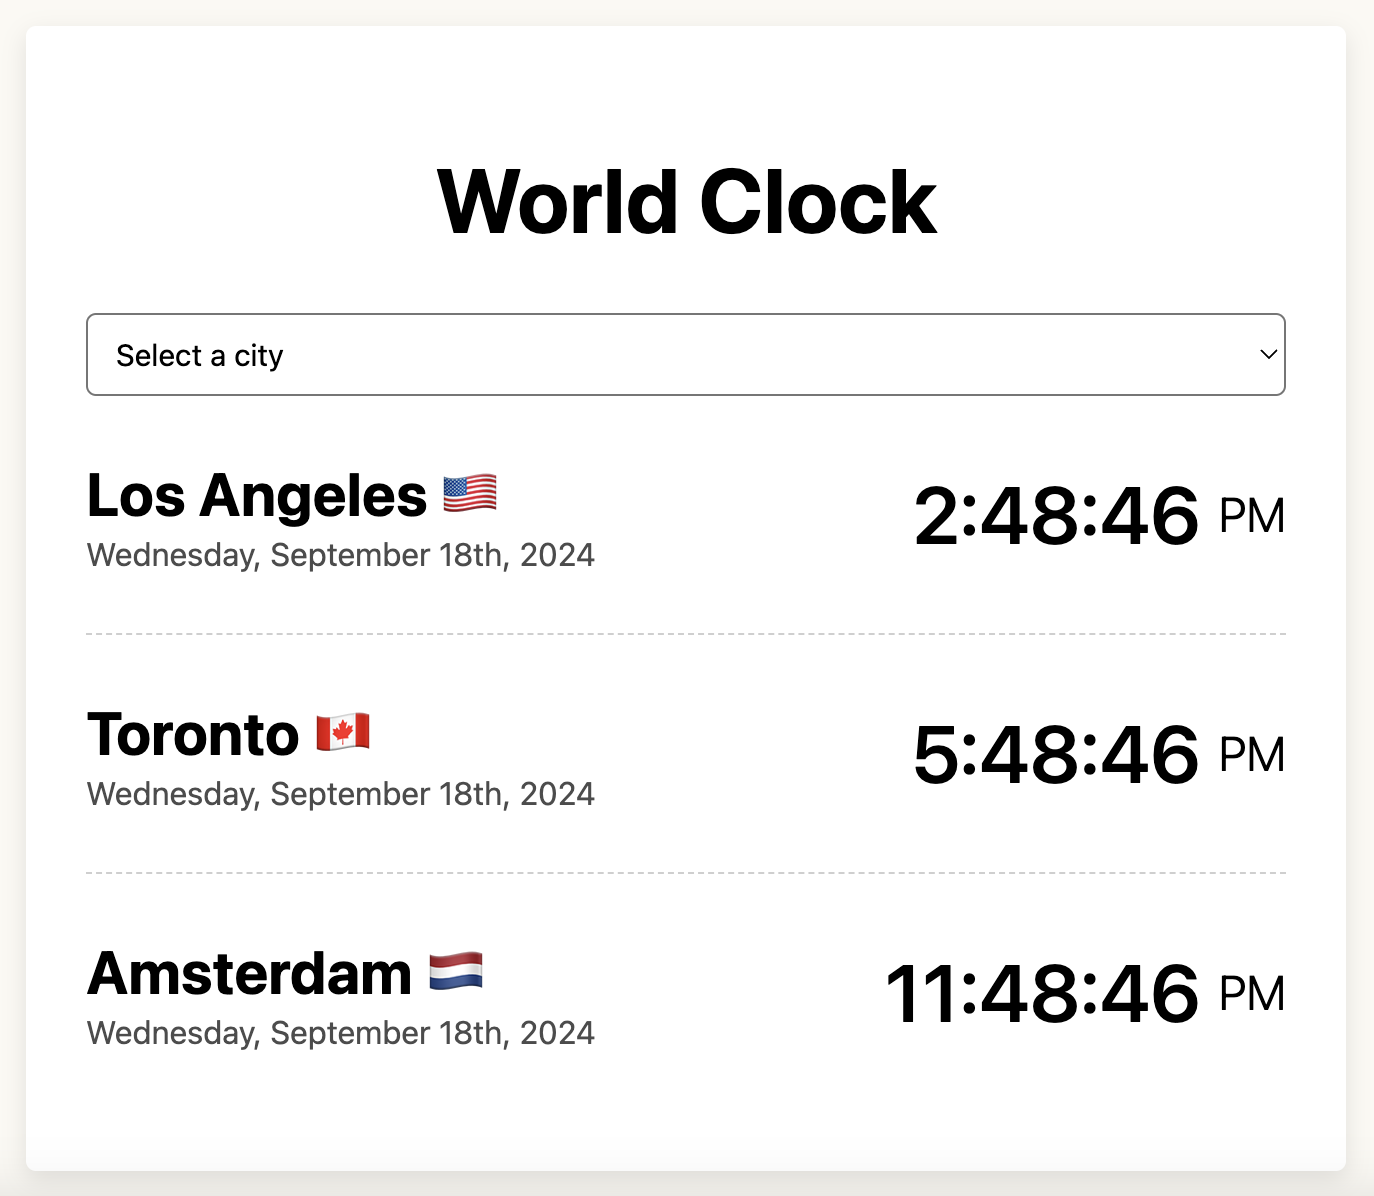 World Clock
Select a city
Los Angeles 🇺🇸
2:48:46 PM
Wednesday, September 18th, 2024
Toronto 🇨🇦
5:48:46 PM
Wednesday, September 18th, 2024
Amsterdam 🇳🇱
11:48:46 PM
Wednesday, September 18th, 2024